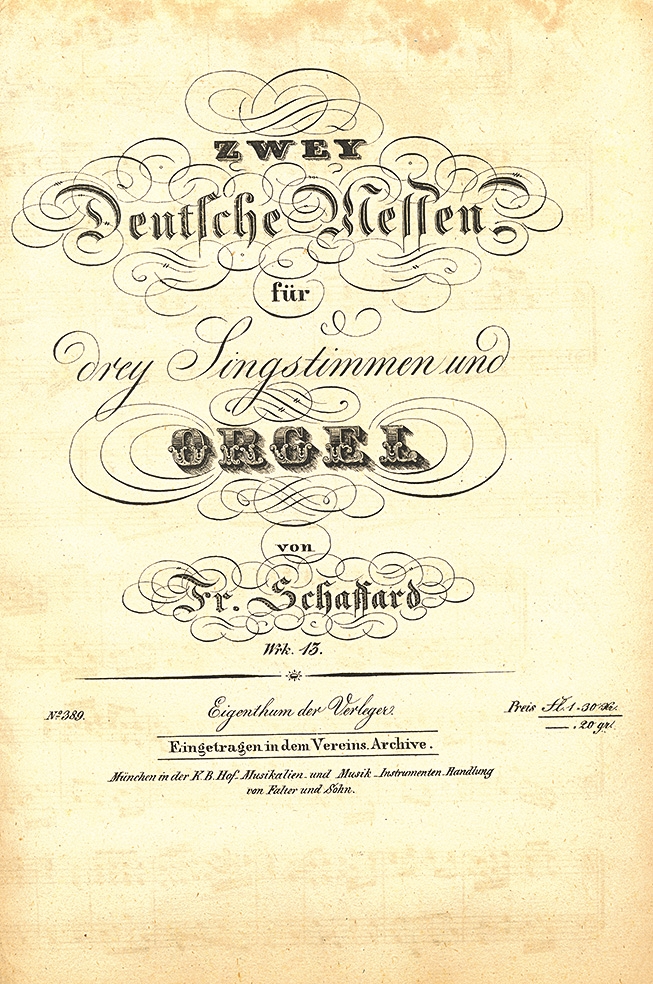 ZWEY
Deutsche Messen
für
drey Singstimmen und
ORGEL
von
Fr. Schaffard
Wrk. 13.
No. 389. Eigenthum der Verleger. Preis Fl. 1.30 Kr.
20 grl
Eingetragen in dem Vereins. Archive.
München in der K. B. Hof-Musikalien- und Musik-Instrumenten-Handlung
von Falter und Sohn.